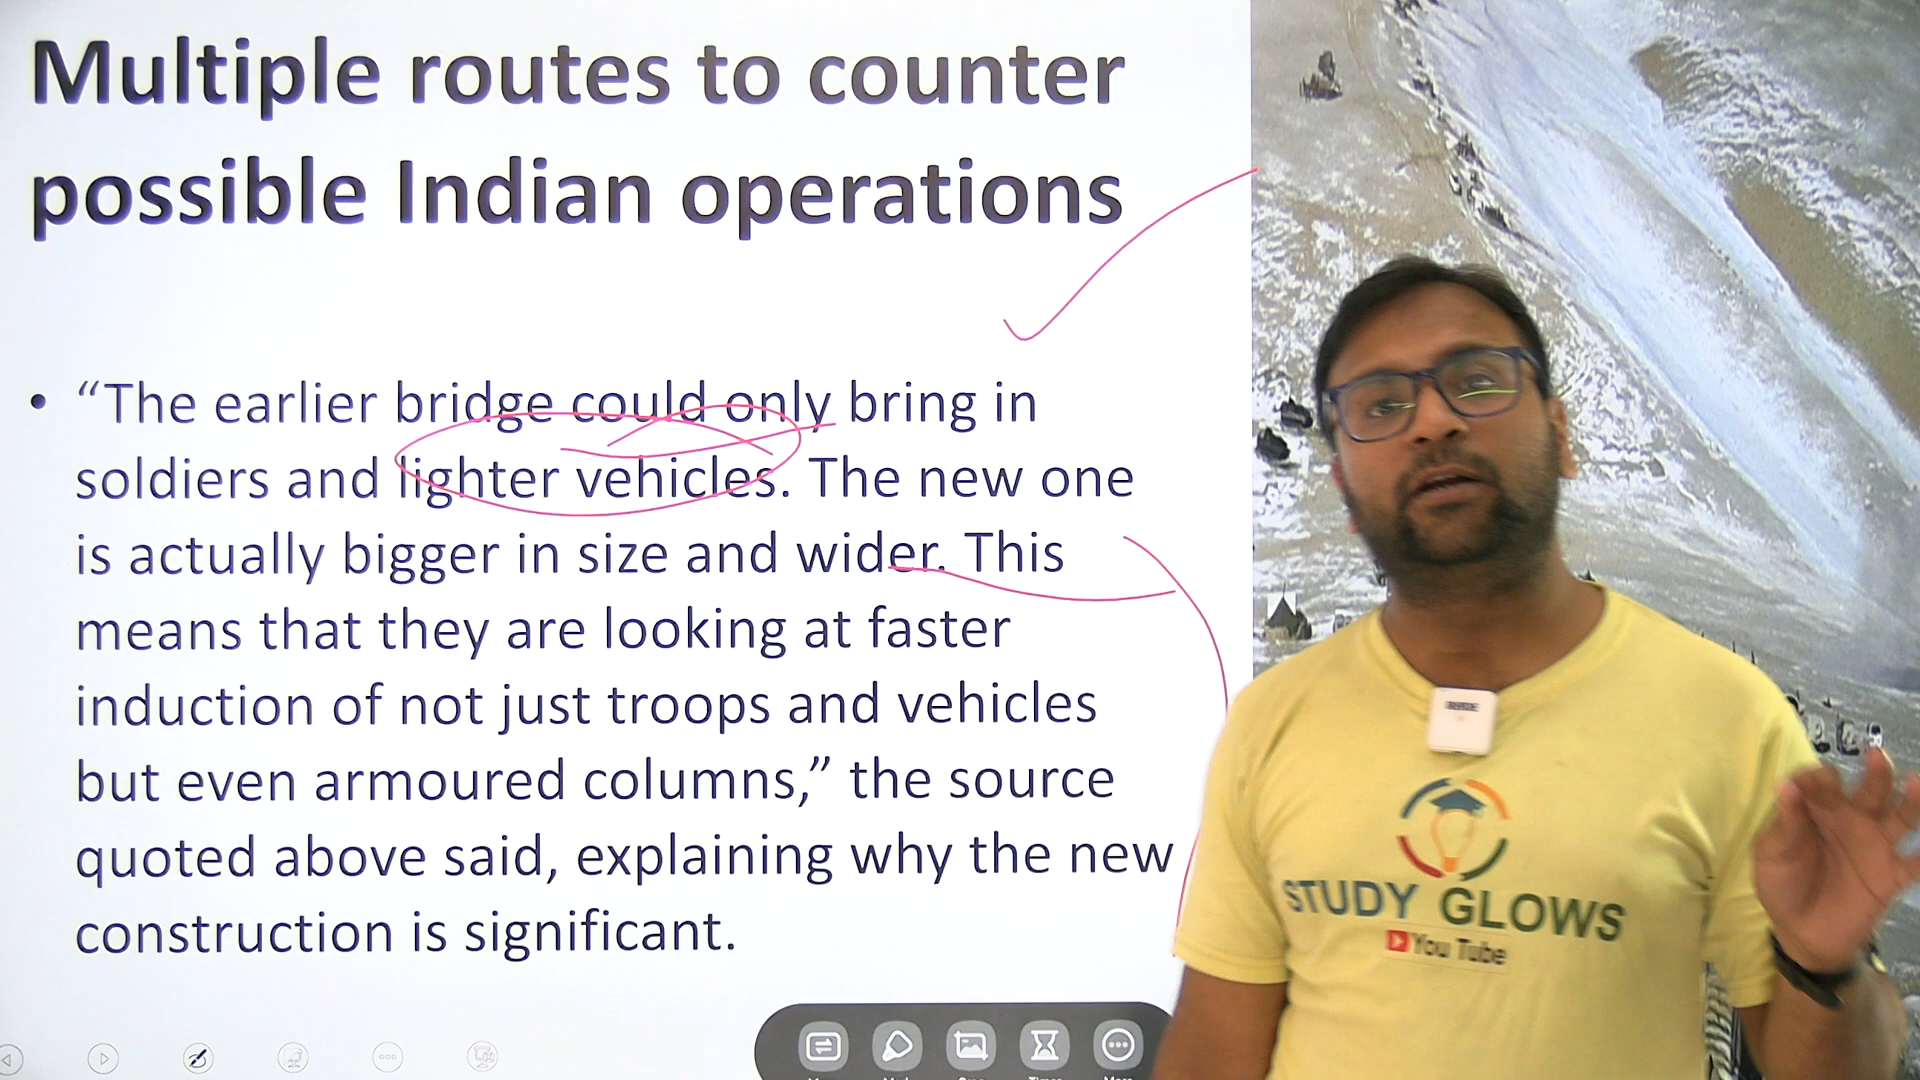 Multiple routes to counter
possible Indian operations
• “The earlier bridge could only bring in
soldiers and lighter vehicles. The new one
is actually bigger in size and wider. This
means that they are looking at faster
induction of not just troops and vehicles
but even armoured columns,” the source
quoted above said, explaining why the new
construction is significant.
RØDE
STUDY GLOWS
You Tube